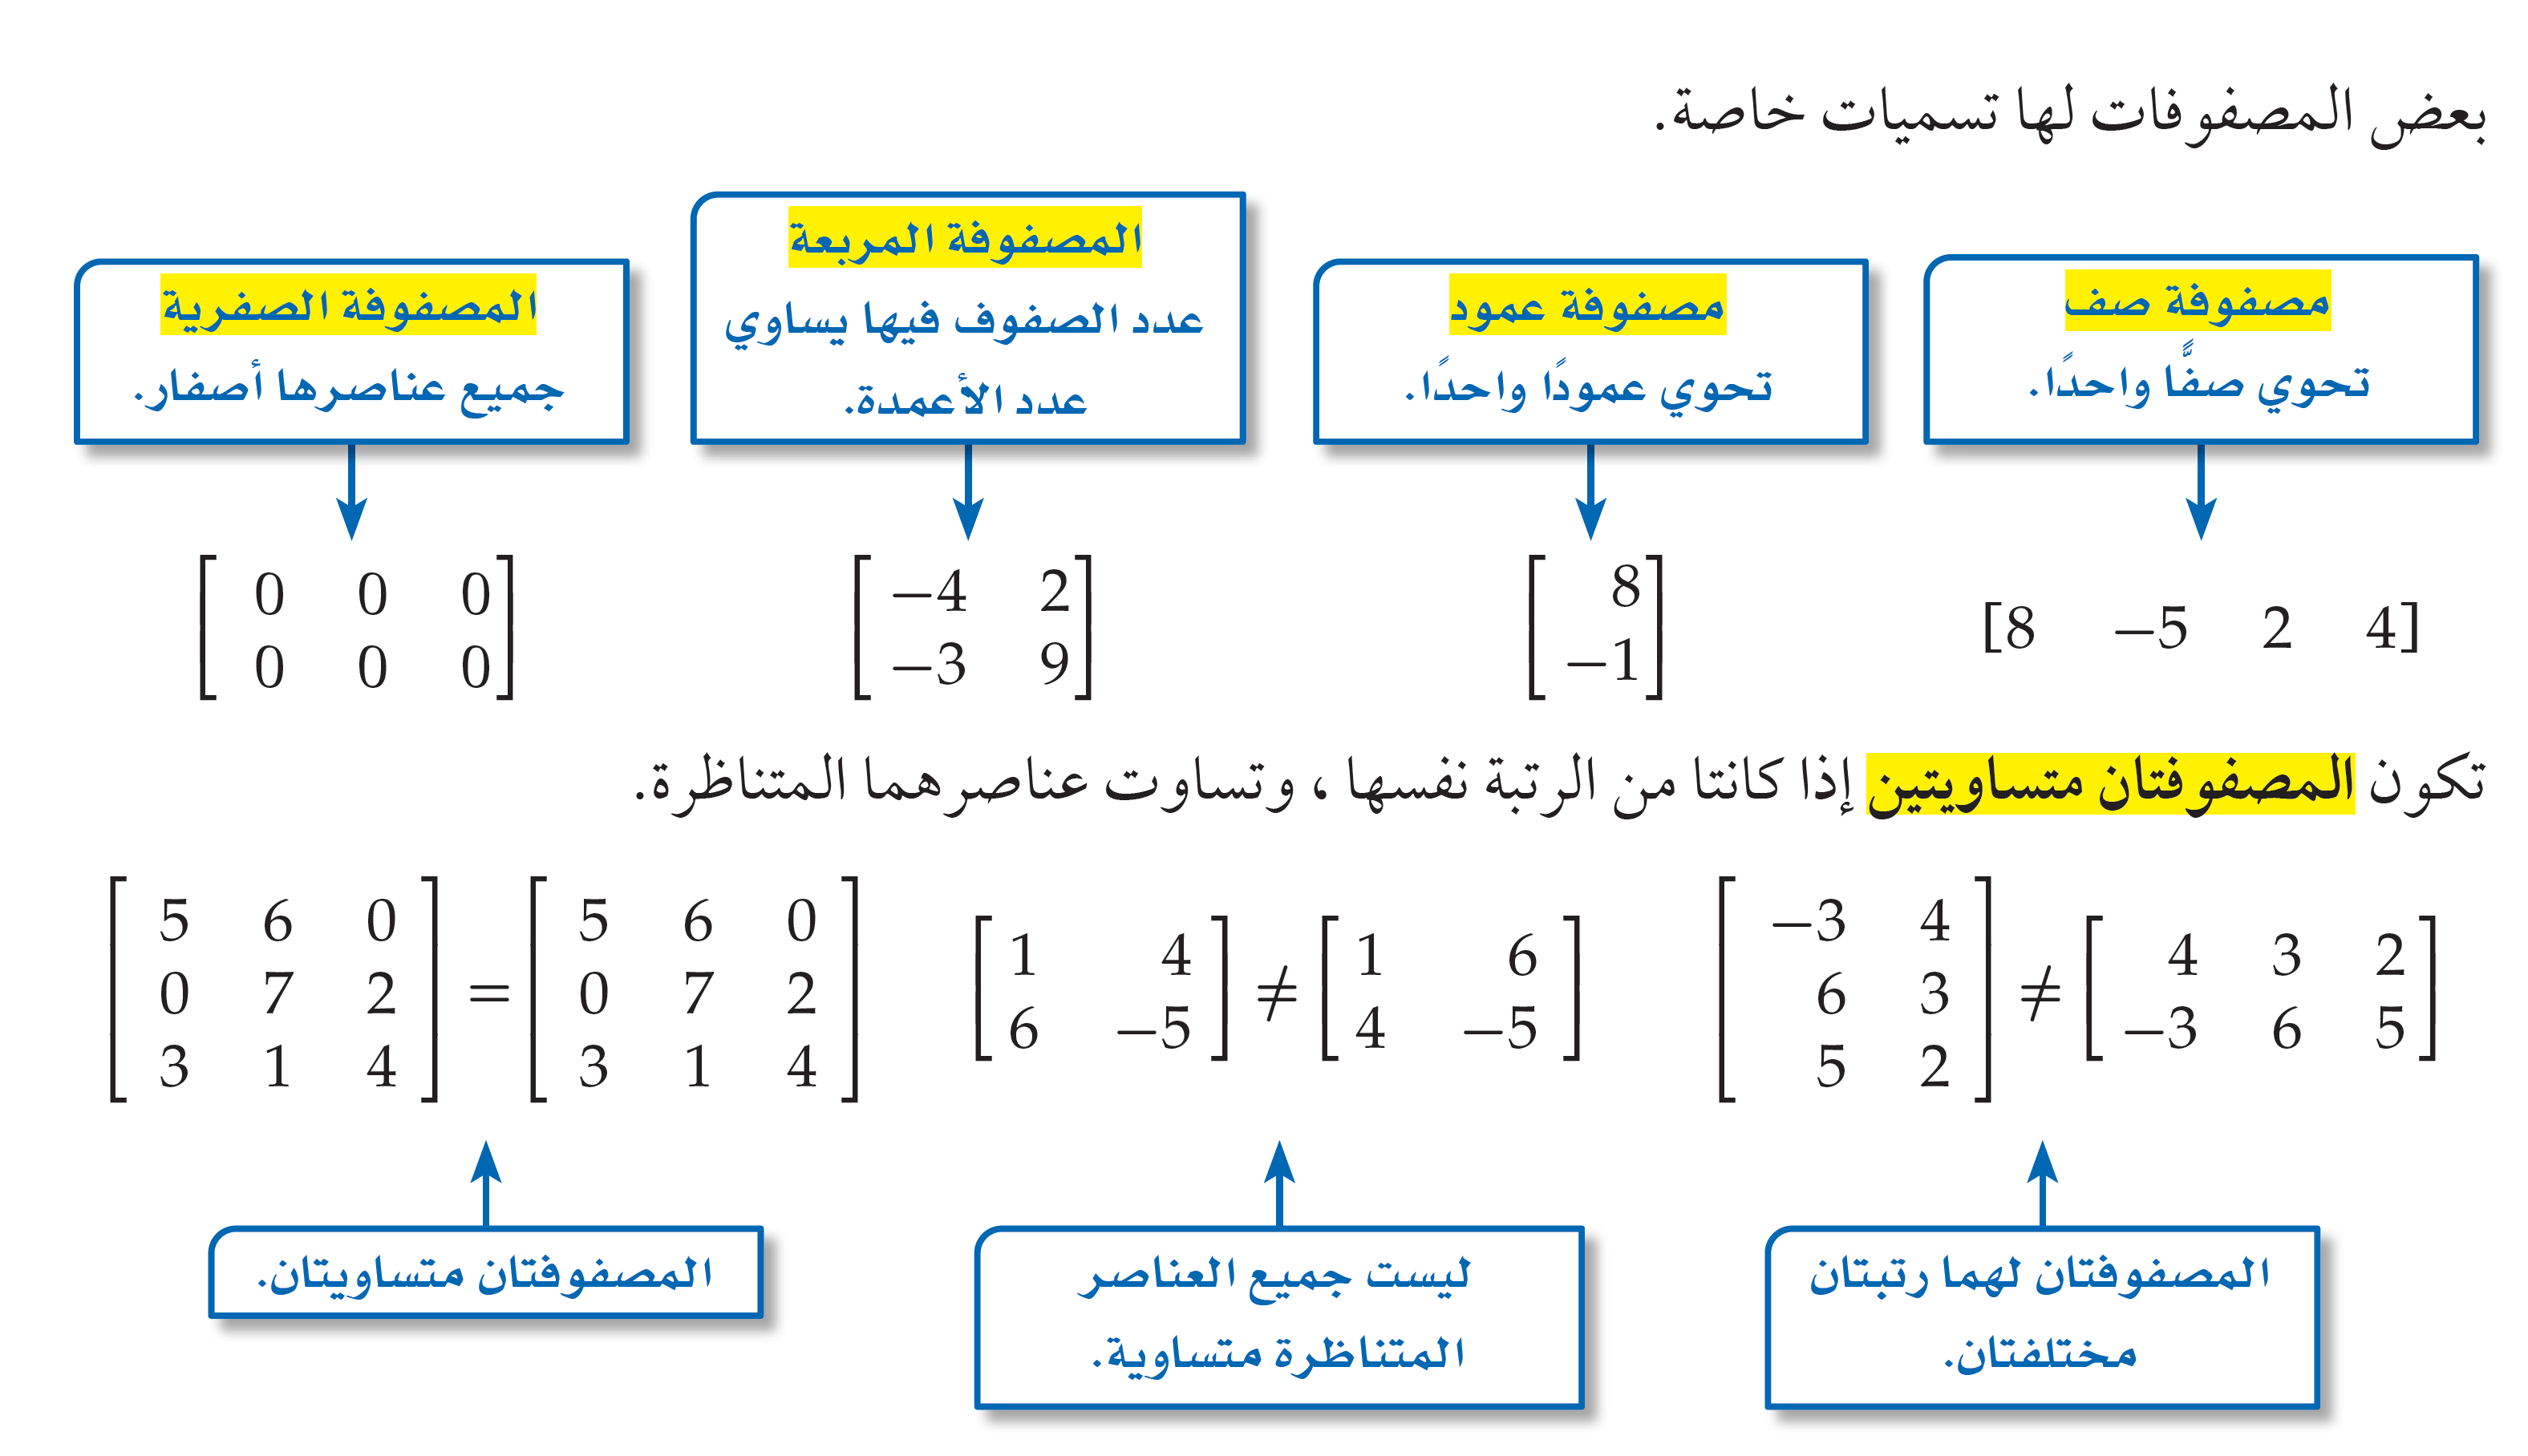 بعض المصفوفات لها تسميات خاصة.
مصفوفة صف
تحوي صفًّا واحدًا.
مصفوفة عمود
تحوي عمودًا واحدًا.
المصفوفة المربعة
عدد الصفوف فيها يساوي
عدد الأعمدة.
المصفوفة الصفرية
جميع عناصرها أصفار.
[8 −5 2 4]
8
−1
−4 2
−3 9
0 0 0
0 0 0
تكون المصفوفتان متساويتين إذا كانتا من الرتبة نفسها ، وتساوت عناصرهما المتناظرة.
−3 4
6 3
5 2
≠
4 3 2
−3 6 5
1 4
6 −5
≠
1 6
4 −5
5 6 0
0 7 2
3 1 4
=
5 6 0
0 7 2
3 1 4
المصفوفتان لهما رتبتان
مختلفتان.
ليست جميع العناصر
المتناظرة متساوية.
المصفوفتان متساويتان.